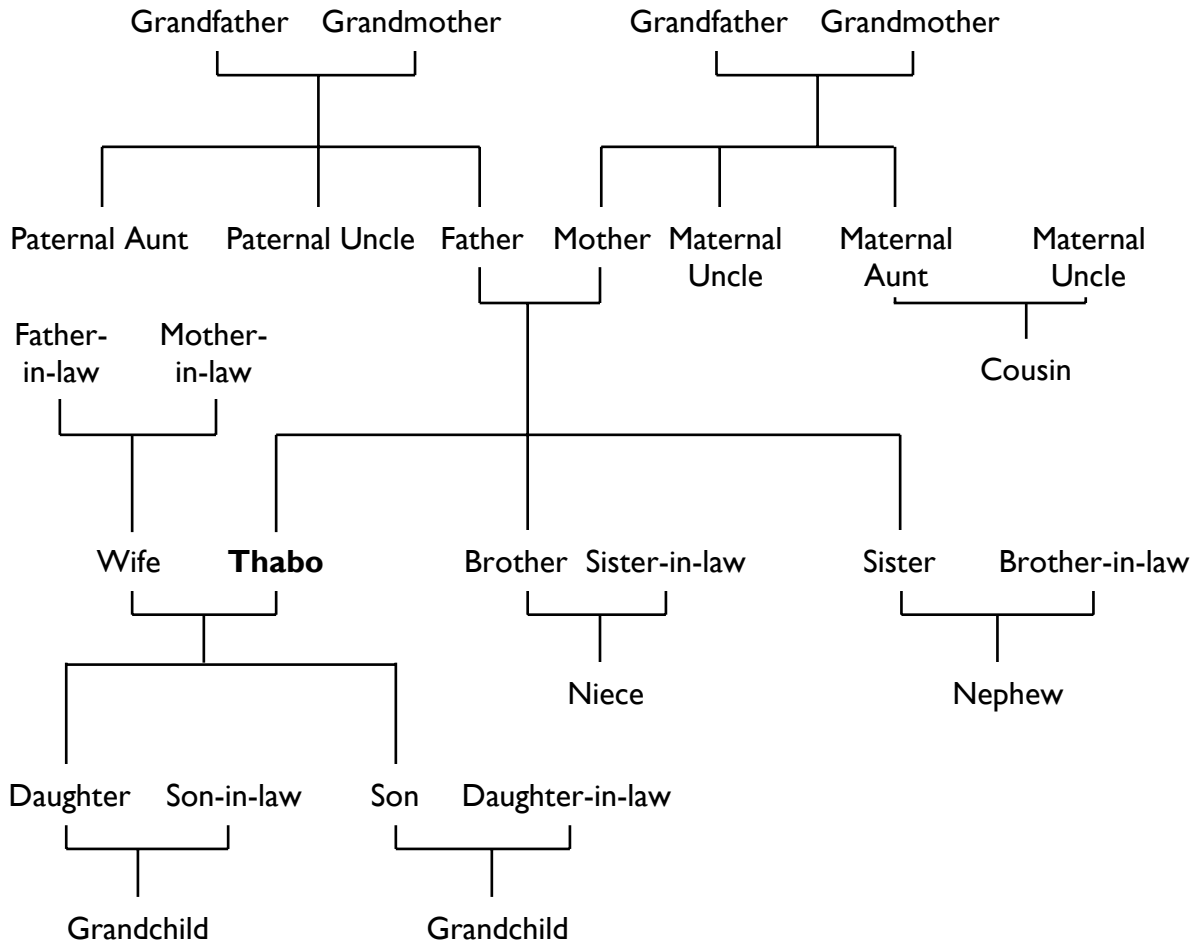 Grandfather Grandmother Grandfather Grandmother
Paternal Aunt Paternal Uncle Father Mother Maternal Uncle Maternal Aunt Maternal Uncle
Father-
in-law
Mother-
in-law
Cousin
Wife Thabo Brother Sister-in-law Sister Brother-in-law
Niece Nephew
Daughter Son-in-law Son Daughter-in-law
Grandchild Grandchild